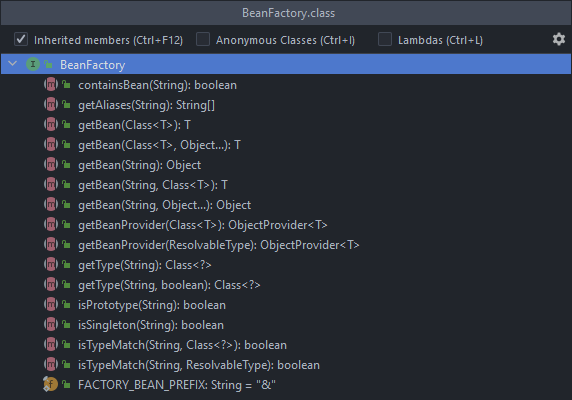 BeanFactory.class
Inherited members (Ctrl+F12) Anonymous Classes (Ctrl+I) Lambdas (Ctrl+L)
I BeanFactory
m containsBean(String): boolean
m getAliases(String): String[]
m getBean(Class<T>): T
m getBean(Class<T>, Object...): T
m getBean(String): Object
m getBean(String, Class<T>): T
m getBean(String, Object...): Object
m getBeanProvider(Class<T>): ObjectProvider<T>
m getBeanProvider(ResolvableType): ObjectProvider<T>
m getType(String): Class<?>
m getType(String, boolean): Class<?>
m isPrototype(String): boolean
m isSingleton(String): boolean
m isTypeMatch(String, Class<?>): boolean
m isTypeMatch(String, ResolvableType): boolean
f FACTORY_BEAN_PREFIX: String = "&"